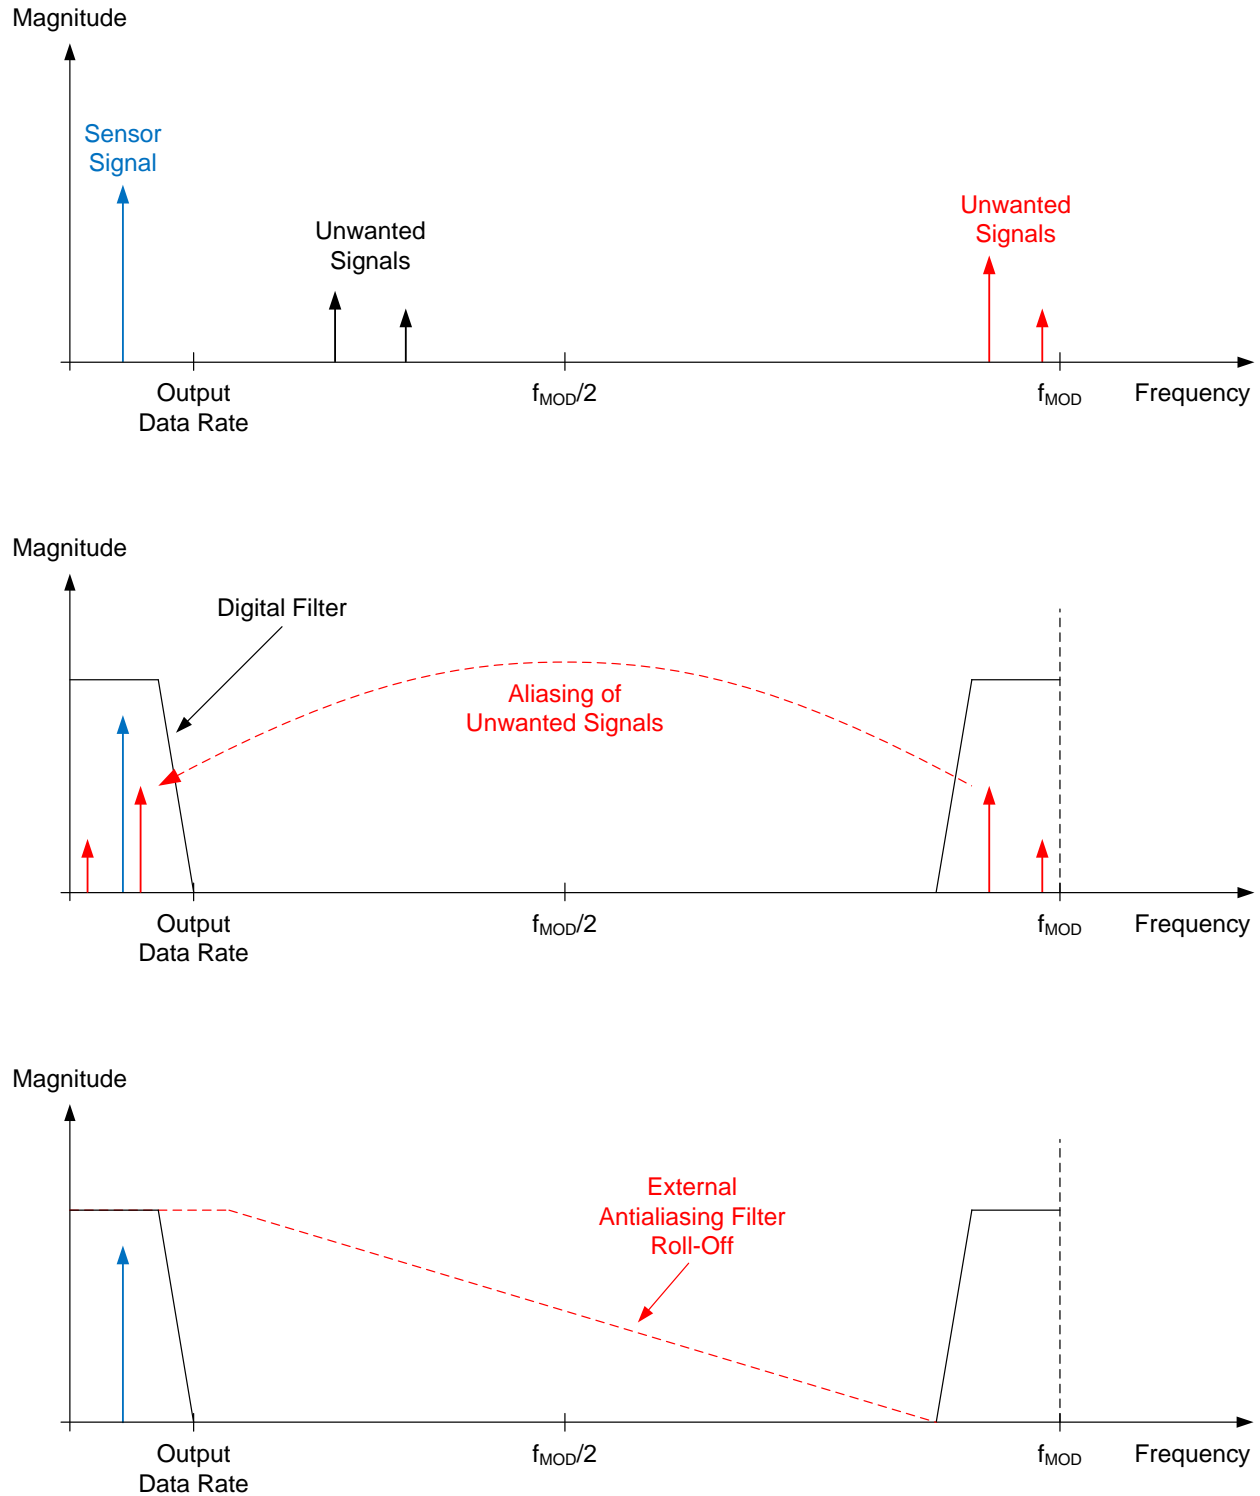 Magnitude
Sensor
Signal
Unwanted
Signals
Unwanted
Signals
Output
Data Rate
fMOD/2
fMOD
Frequency
Magnitude
Digital Filter
Aliasing of
Unwanted Signals
Output
Data Rate
fMOD/2
fMOD
Frequency
Magnitude
External
Antialiasing Filter
Roll-Off
Output
Data Rate
fMOD/2
fMOD
Frequency